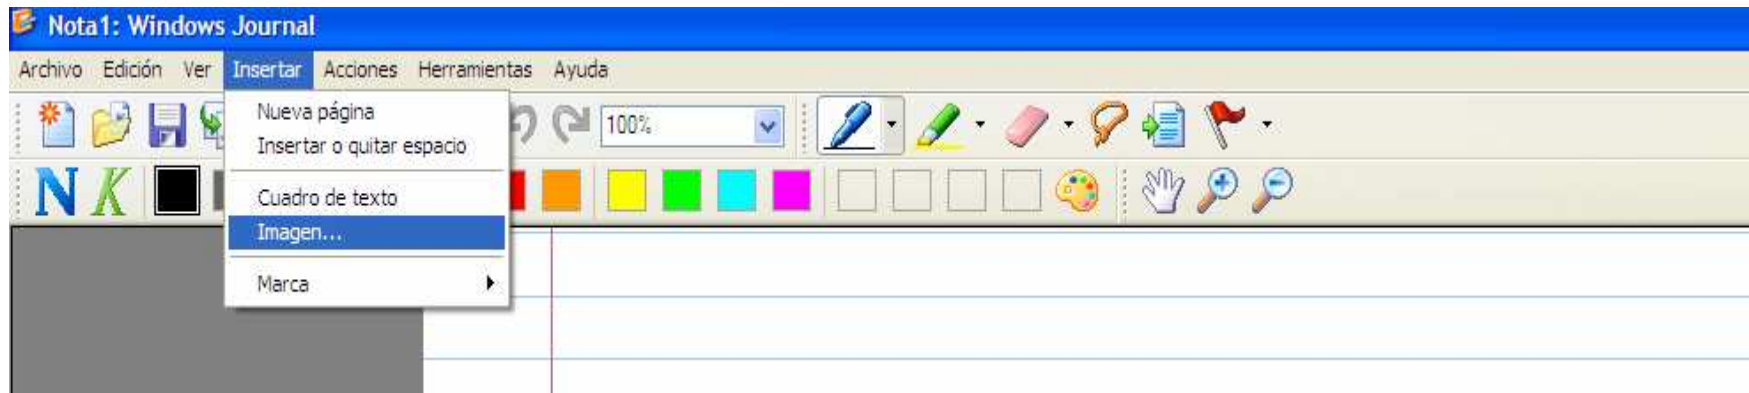 Nota1: Windows Journal
Archivo Edición Ver Insertar Acciones Herramientas Ayuda
Nueva página
100%
Insertar o quitar espacio
N K
Cuadro de texto
Imagen...
Marca